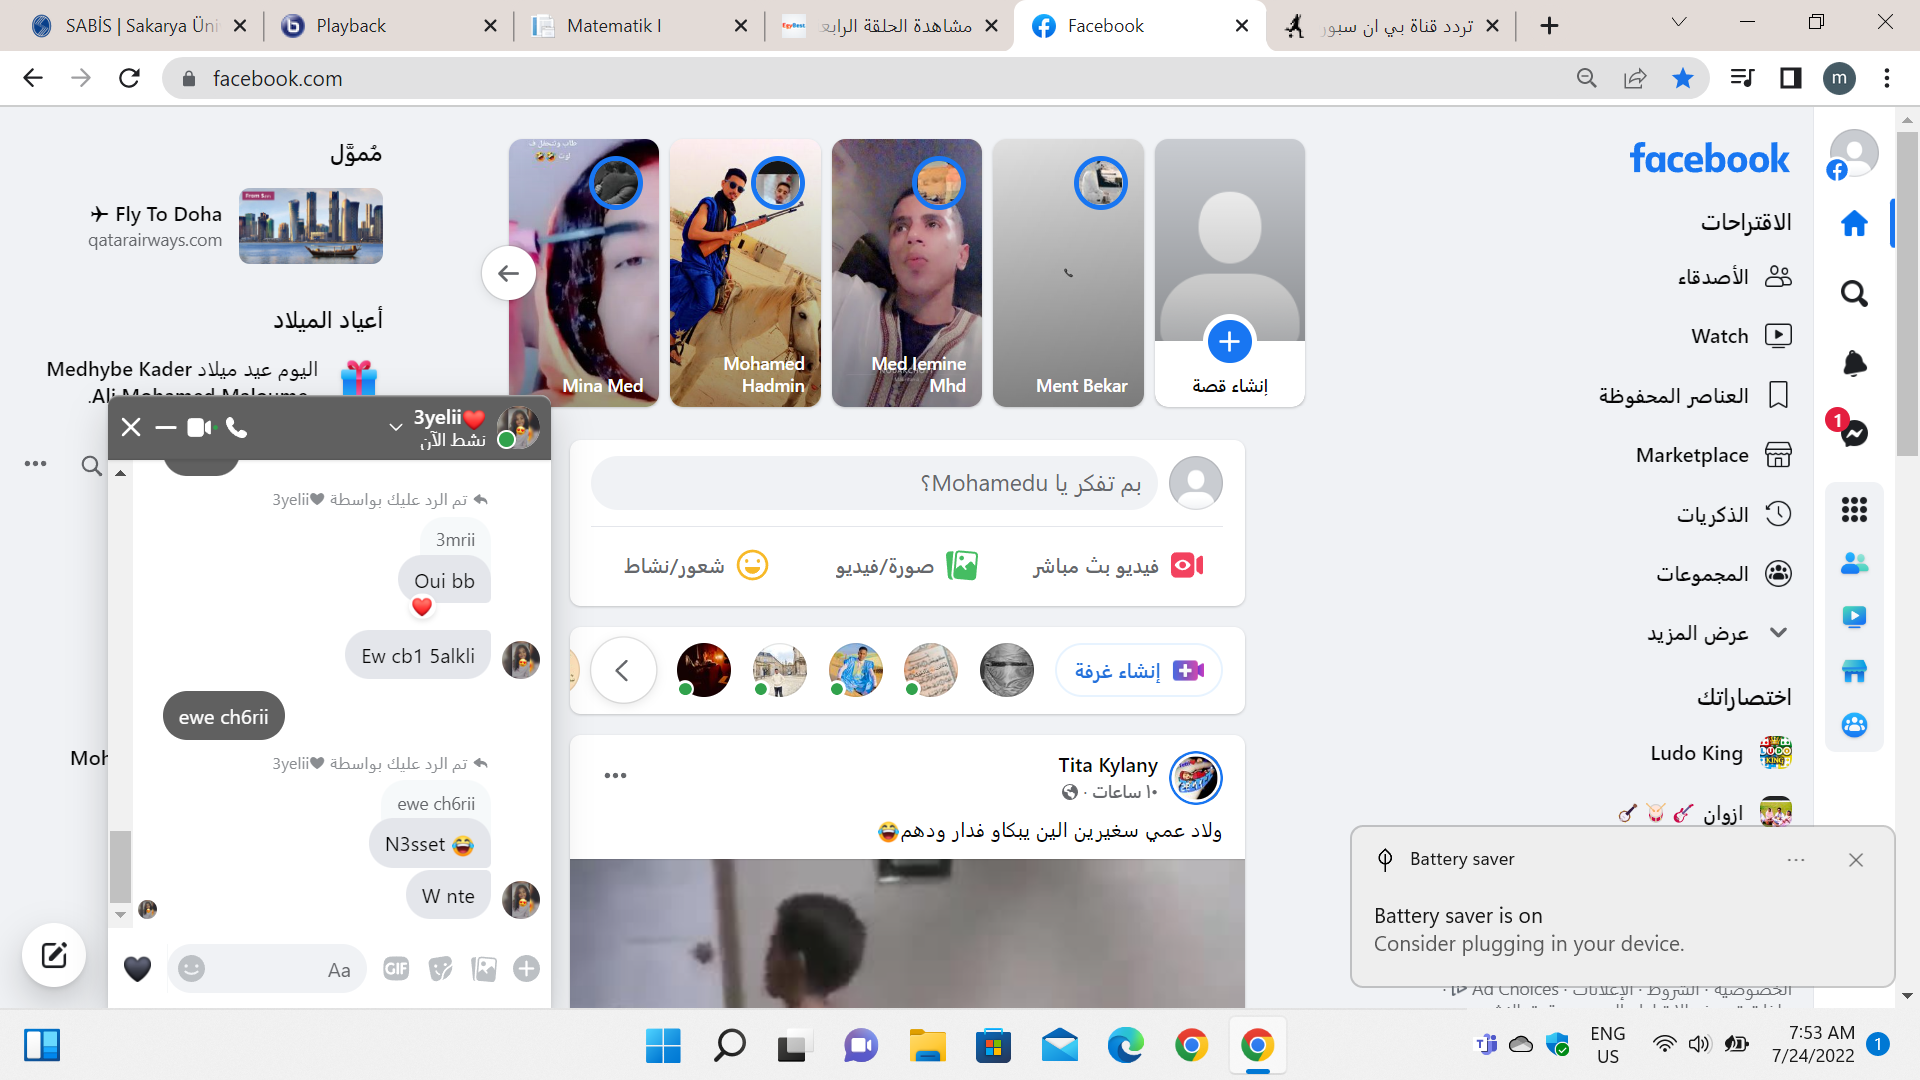 SABİS | Sakarya Üni
Playback
Matematik I
مشاهدة الحلقة الرابع
Facebook
تردد قناة بي ان سبور
facebook.com
m
facebook
الاقتراحات
الأصدقاء
Watch
العناصر المحفوظة
Marketplace
الذكريات
المجموعات
عرض المزيد
اختصاراتك
Ludo King
ازوان 🎸 🥁 🪕
الخصوصية · الشروط · الإعلانات · Ad Choices ·
1
إنشاء قصة
Ment Bekar
Med lemine
Mhd
Mohamed
Hadmin
Mina Med
بم تفكر يا Mohamedu؟
فيديو بث مباشر
صورة/فيديو
شعور/نشاط
إنشاء غرفة
Tita Kylany
١٠ ساعات ·
ولاد عمي سغيرين الين يبكاو فدار ودهم😂
مُموَّل
From $
EgyBest
✈ Fly To Doha
qatarairways.com
أعياد الميلاد
اليوم عيد ميلاد Medhybe Kader
Ali Mohamed Maloume.
Moh
3yelii❤️
نشط الآن
تم الرد عليك بواسطة 3yelii🖤
3mrii
Oui bb
Ew cb1 5alkli
ewe ch6rii
تم الرد عليك بواسطة 3yelii🖤
ewe ch6rii
N3sset 😂
W nte
Aa
GIF
Battery saver
Battery saver is on
Consider plugging in your device.
ENG
US
7:53 AM
7/24/2022
1